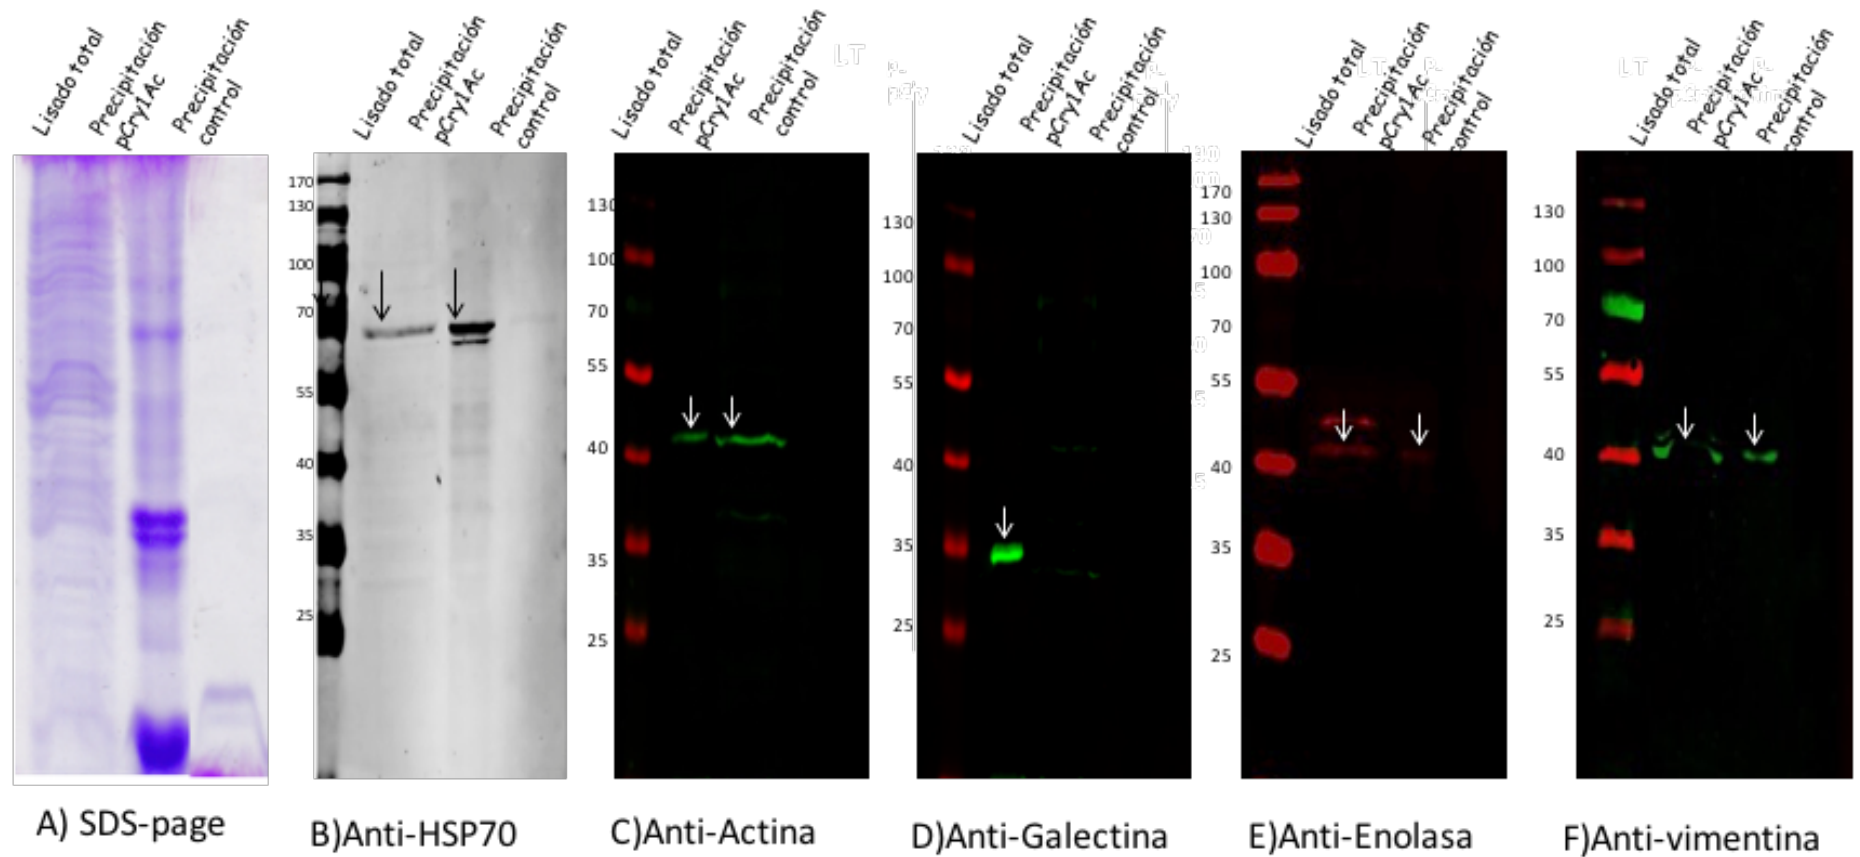 Lisado total
Precipitación
pCry1Ac
Precipitación
control
Lisado total
Precipitación
pCry1Ac
Precipitación
control
Lisado total
Precipitación
pCry1Ac
Precipitación
control
LT
Lisado total
Precipitación
pCry1Ac
Precipitación
control
Lisado total
Precipitación
pCry1Ac
Precipitación
control
LT
Lisado total
Precipitación
pCry1Ac
Precipitación
control
LT
170
130
100
70
55
40
35
25
130
100
70
55
40
35
25
130
100
70
55
40
35
25
170
130
100
70
55
40
35
25
130
100
70
55
40
35
25
A) SDS-page
B)Anti-HSP70
C)Anti-Actina
D)Anti-Galectina
E)Anti-Enolasa
F)Anti-vimentina